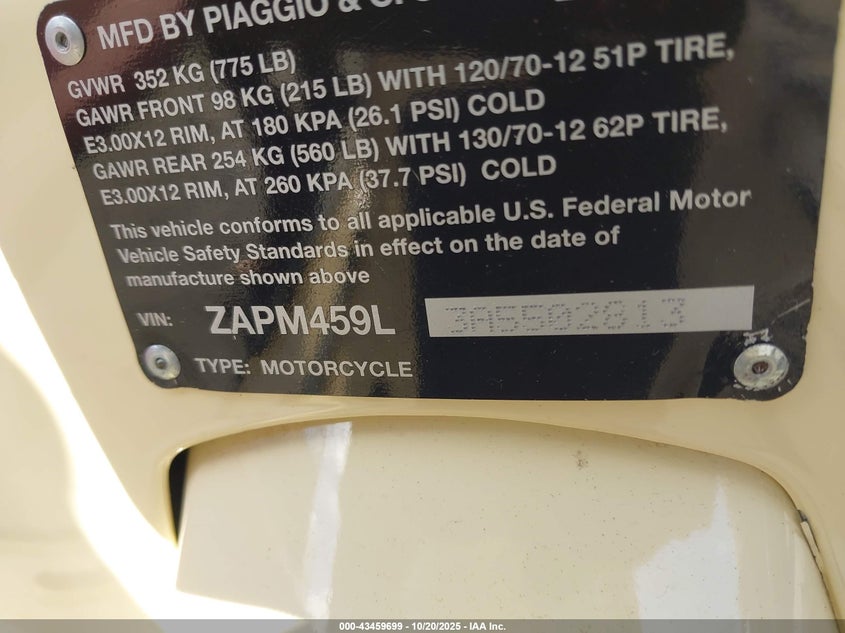 MFD BY PIAGGIO & C.
GVWR 352 KG (775 LB)
GAWR FRONT 98 KG (215 LB) WITH 120/70-12 51P TIRE,
E3.00X12 RIM, AT 180 KPA (26.1 PSI) COLD
GAWR REAR 254 KG (560 LB) WITH 130/70-12 62P TIRE,
E3.00X12 RIM, AT 260 KPA (37.7 PSI) COLD
This vehicle conforms to all applicable U.S. Federal Motor
Vehicle Safety Standards in effect on the date of
manufacture shown above
VIN: ZAPM459L 3A5502813
TYPE: MOTORCYCLE
000-43459699 - 10/20/2025 - IAA Inc.